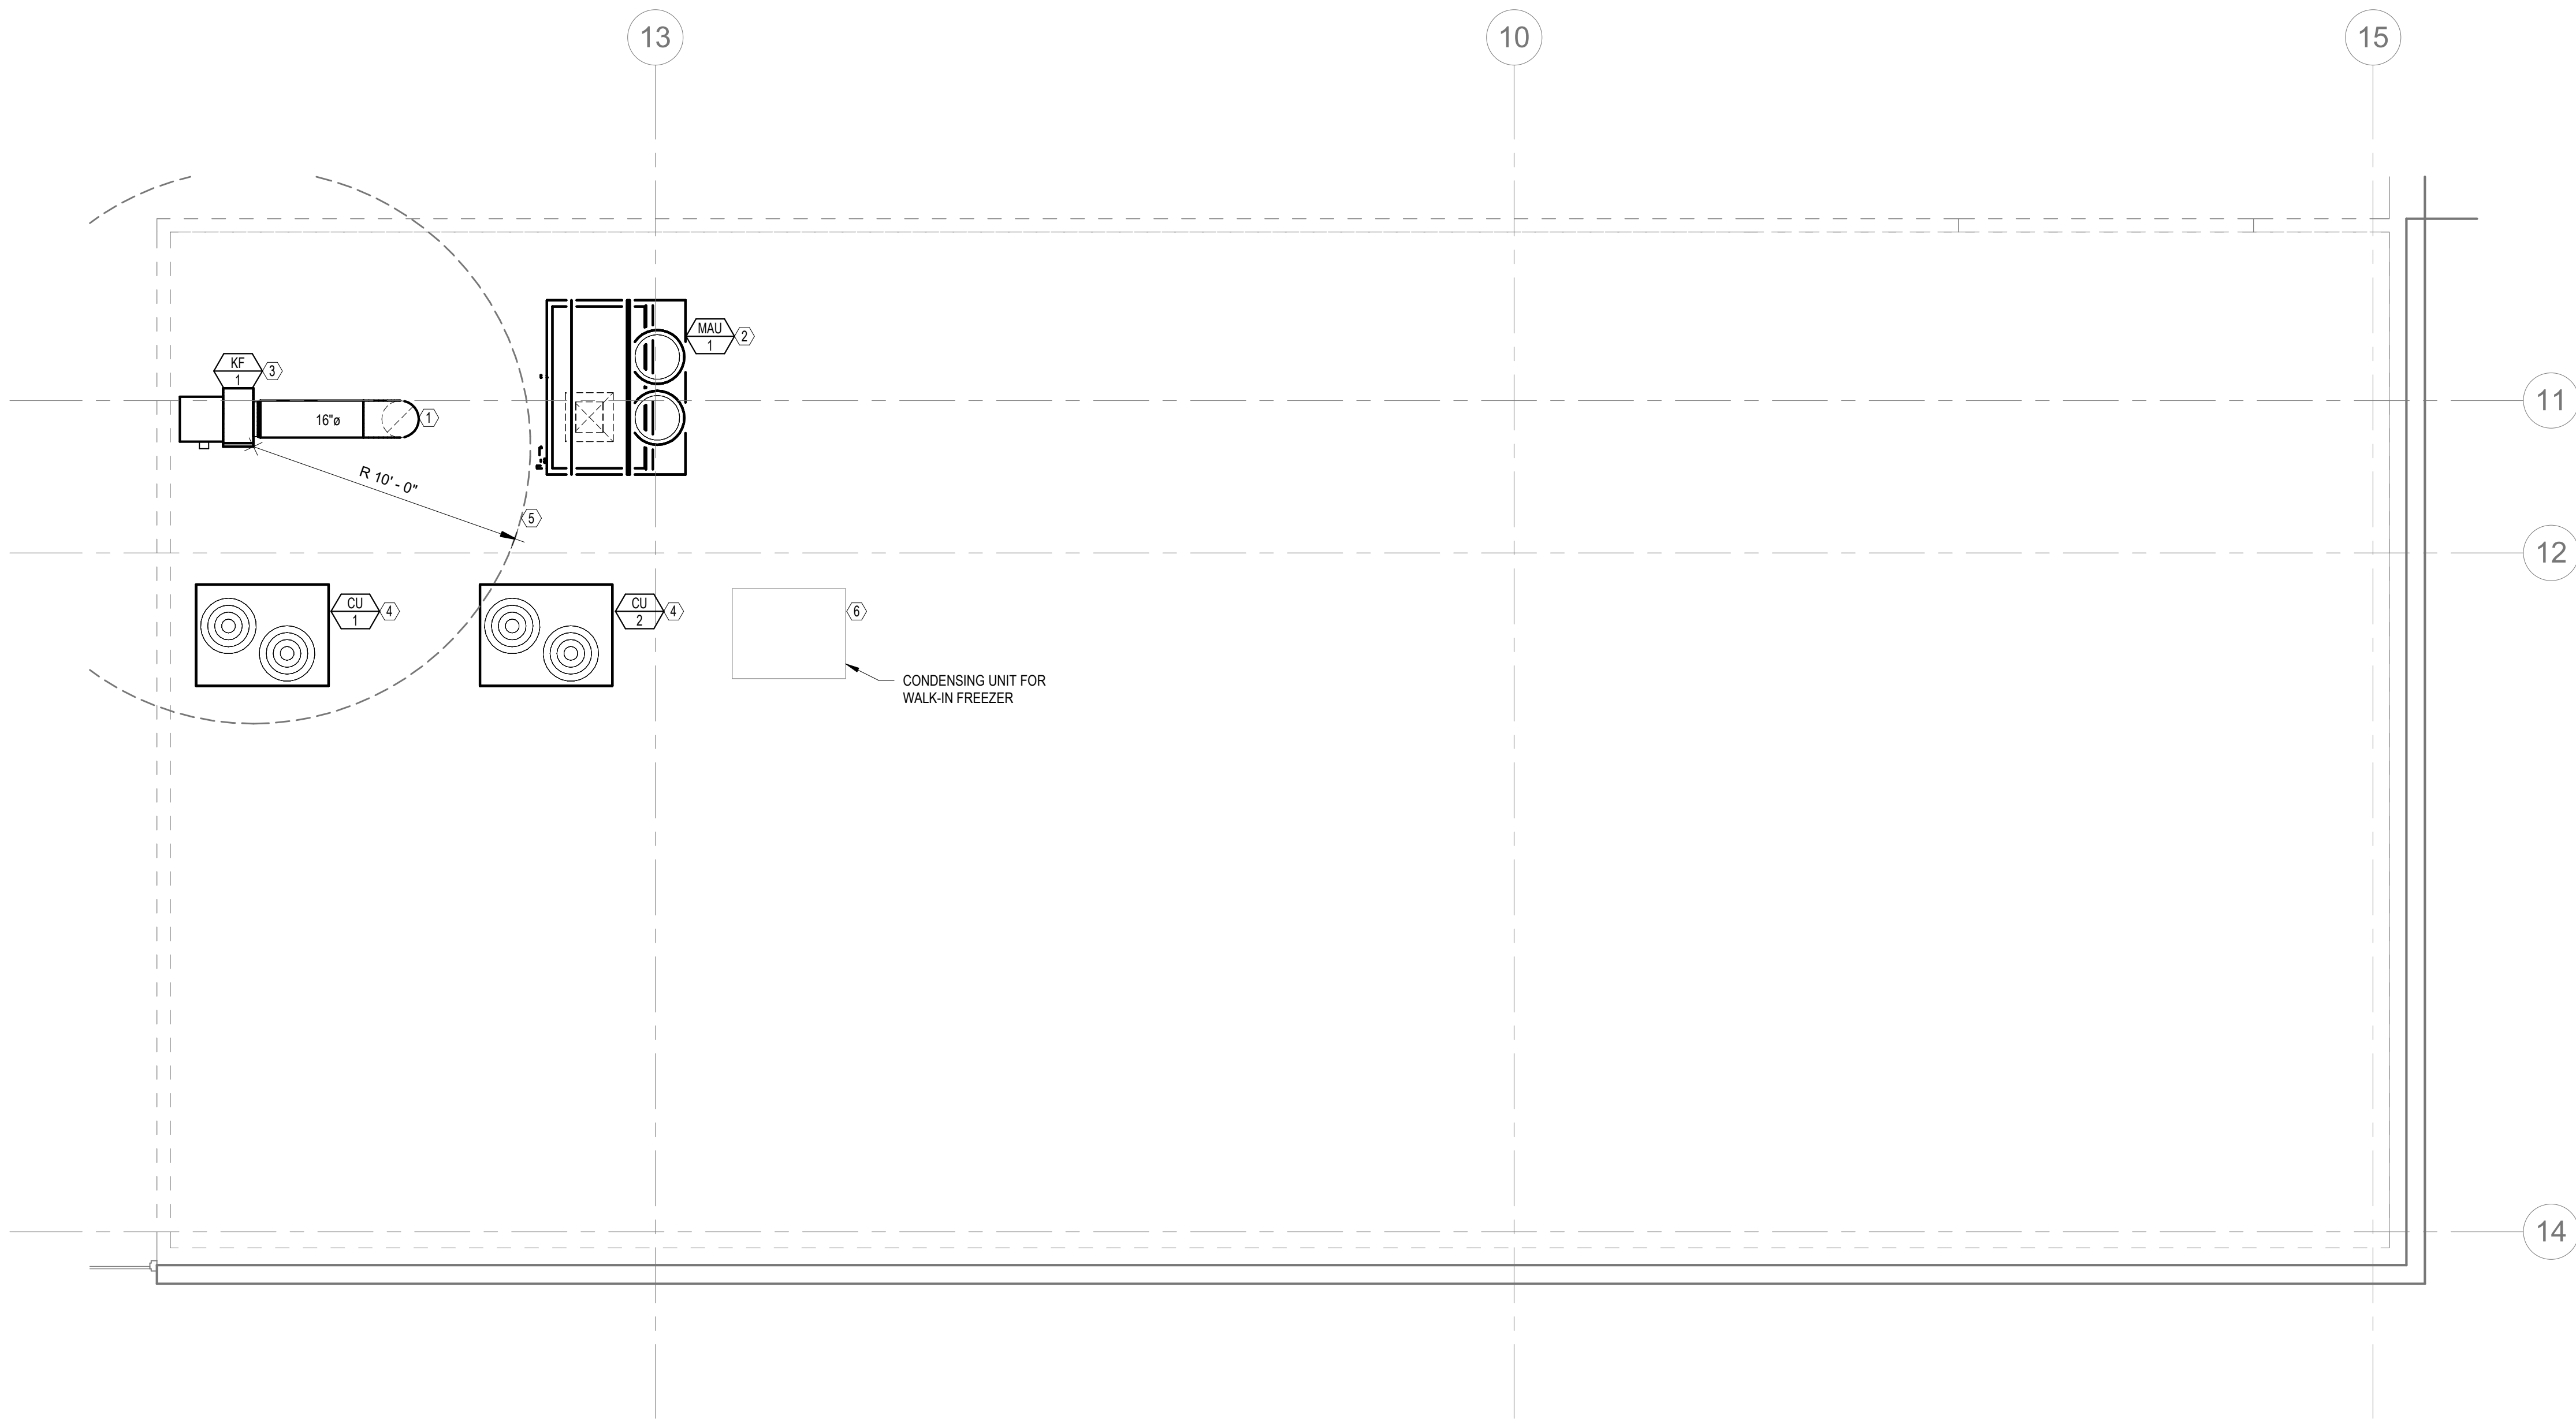 13
10
15
MAU
1
2
KF
1
3
11
16"ø
1
R 10' - 0"
5
12
CU
1
4
CU
2
4
6
CONDENSING UNIT FOR
WALK-IN FREEZER
14